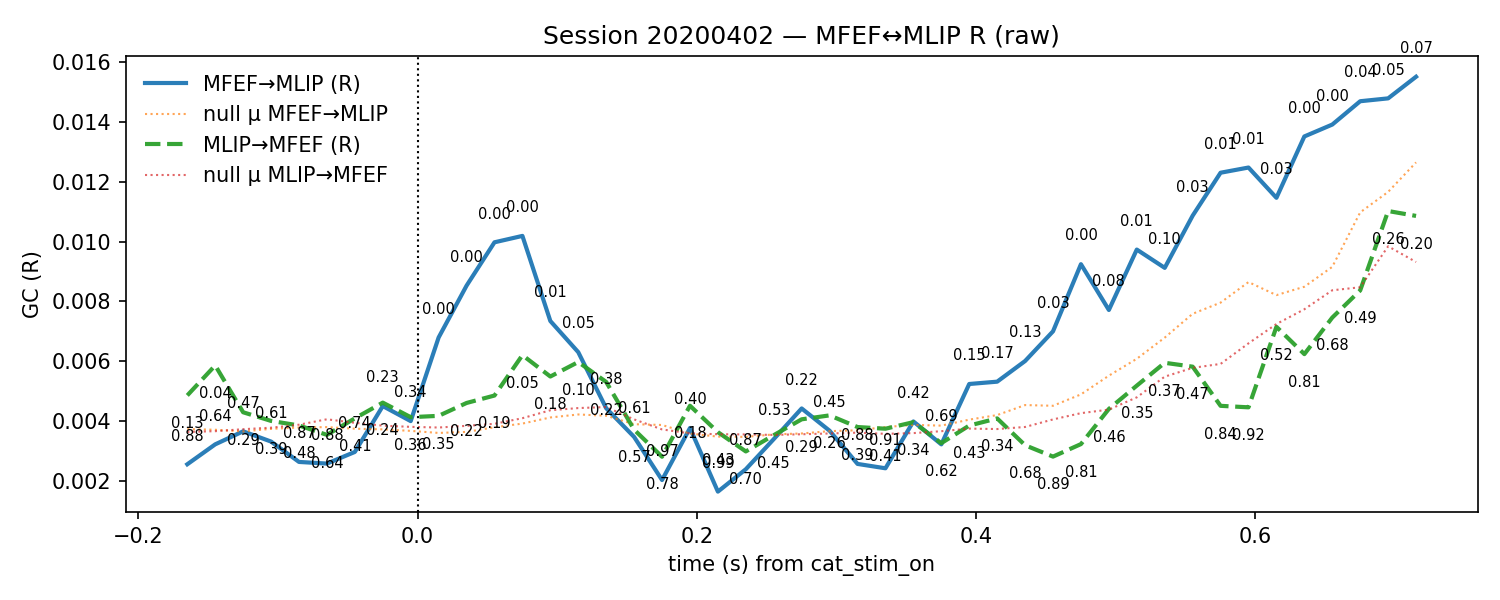 Session 20200402 — MFEF↔MLIP R (raw)
MFEF→MLIP (R)
null μ MFEF→MLIP
MLIP→MFEF (R)
null μ MLIP→MFEF
GC (R)
0.016
0.014
0.012
0.010
0.008
0.006
0.004
0.002
0.88 0.64 0.29 0.39 0.48 0.64 0.41 0.24 0.36 0.00 0.00 0.00 0.00 0.01 0.05 0.22 0.57 0.78 0.18 0.99 0.70 0.45 0.22 0.26 0.39 0.41 0.42 0.62 0.15 0.17 0.13 0.03 0.00 0.08 0.01 0.10 0.03 0.01 0.01 0.03 0.00 0.00 0.04 0.05 0.07
0.13 0.04 0.47 0.61 0.87 0.88 0.74 0.23 0.34 0.35 0.22 0.19 0.05 0.18 0.10 0.38 0.61 0.97 0.40 0.43 0.87 0.53 0.29 0.45 0.88 0.91 0.34 0.69 0.43 0.34 0.68 0.89 0.81 0.46 0.35 0.37 0.47 0.84 0.92 0.52 0.81 0.68 0.49 0.26 0.20
−0.2 0.0 0.2 0.4 0.6
time (s) from cat_stim_on